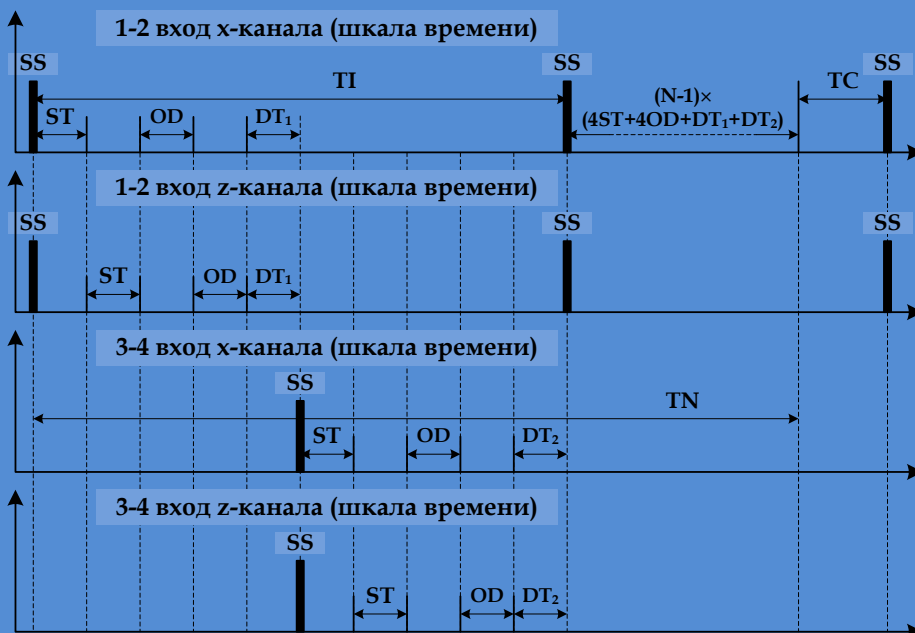 1-2 вход x-канала (шкала времени)
SS SS SS
TI
(N-1)×
(4ST+4OD+DT₁+DT₂)
TC
ST OD DT₁
1-2 вход z-канала (шкала времени)
SS SS SS
ST OD DT₁
3-4 вход x-канала (шкала времени)
SS
TN
ST OD DT₂
3-4 вход z-канала (шкала времени)
SS
ST OD DT₂